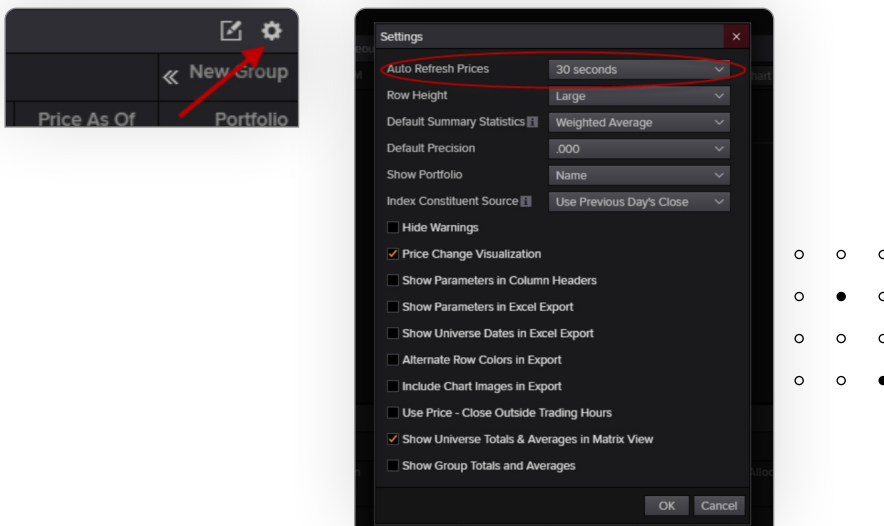 New Group
Price As Of
Portfolio
Settings
Auto Refresh Prices
30 seconds
Row Height
Large
Default Summary Statistics
Weighted Average
Default Precision
.000
Show Portfolio
Name
Index Constituent Source
Use Previous Day's Close
Hide Warnings
Price Change Visualization
Show Parameters in Column Headers
Show Parameters in Excel Export
Show Universe Dates in Excel Export
Alternate Row Colors in Export
Include Chart Images in Export
Use Price - Close Outside Trading Hours
Show Universe Totals & Averages in Matrix View
Show Group Totals and Averages
OK
Cancel